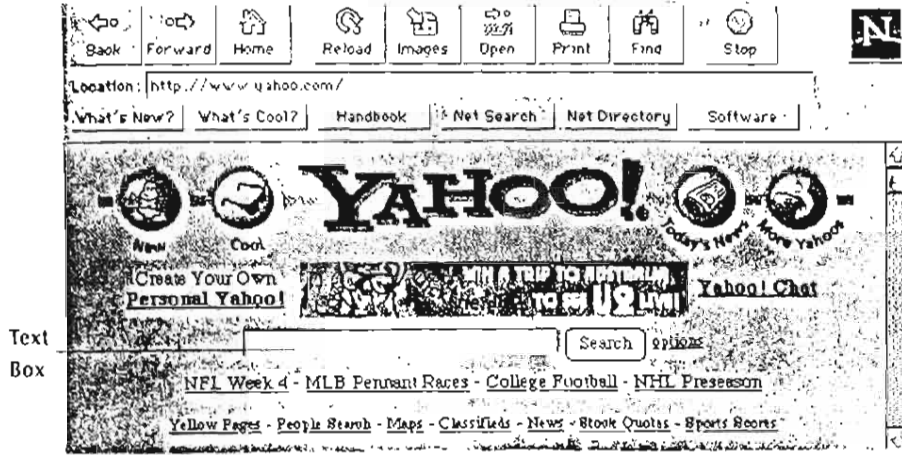 Back Forward Home Reload Images Open Print Find Stop
N
Location: http://www.yahoo.com/
What's New? What's Cool? Handbook Net Search Net Directory Software
YAHOO!
New Cool Today's News More Yahoos
Create Your Own
Personal Yahoo!
WIN A TRIP TO AUSTRALIA
TO SEE U2 LIVE!
Yahoo! Chat
Text Box
Search options
NFL Week 4 - MLB Pennant Races - College Football - NHL Preseason
Yellow Pages - People Search - Maps - Classifieds - News - Stock Quotes - Sports Scores